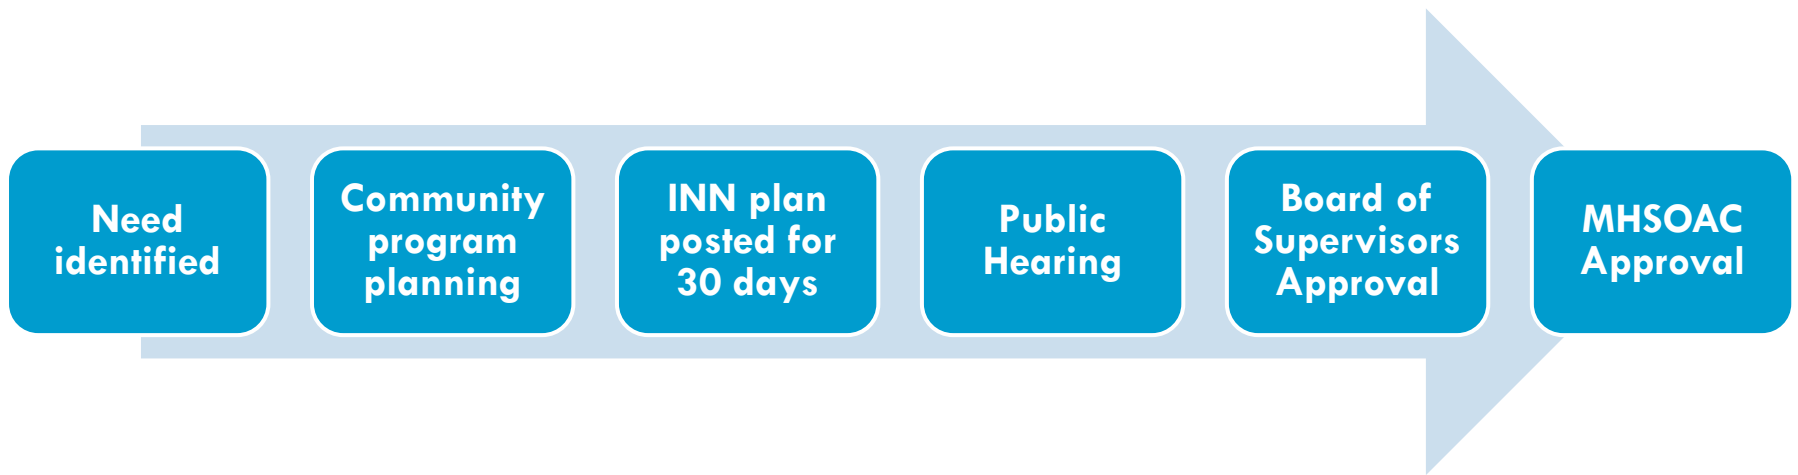 Need
identified
Community
program
planning
INN plan
posted for
30 days
Public
Hearing
Board of
Supervisors
Approval
MHSOAC
Approval